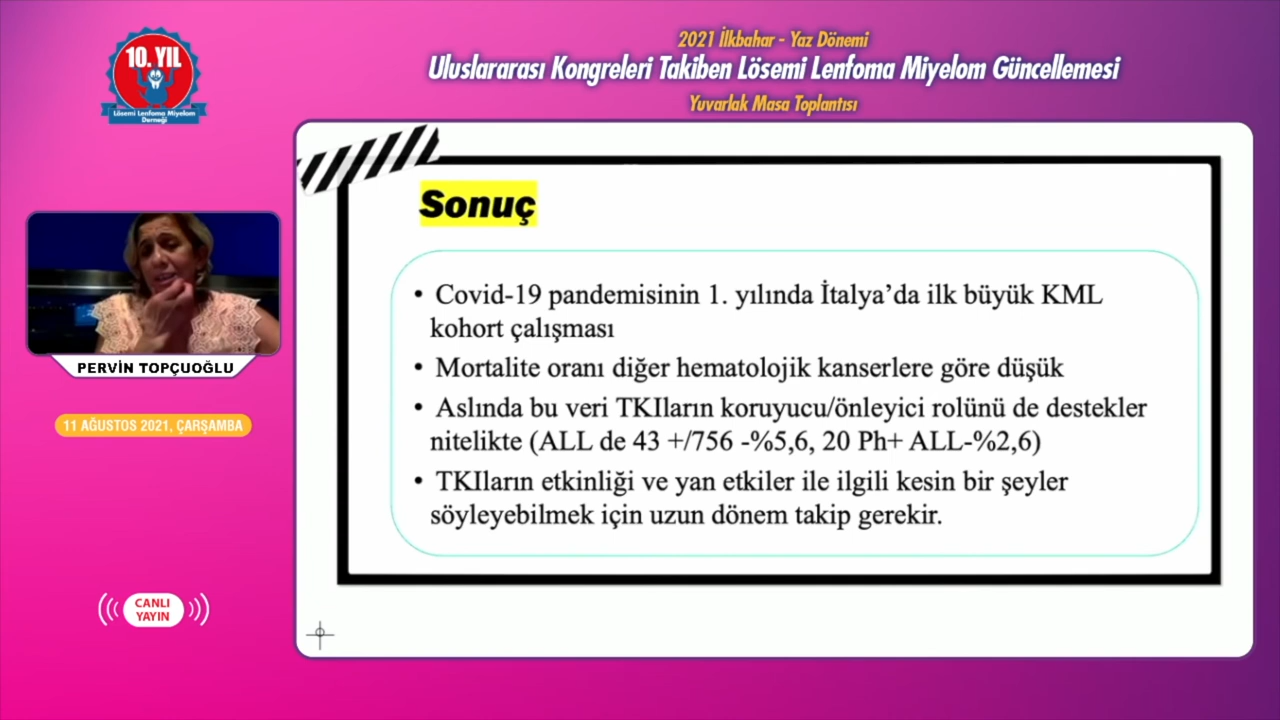 10. YIL
Lösemi Lenfoma Miyelom
Derneği
2021 İlkbahar - Yaz Dönemi
Uluslararası Kongreleri Takiben Lösemi Lenfoma Miyelom Güncellemesi
Yuvarlak Masa Toplantısı
Sonuç
• Covid-19 pandemisinin 1. yılında İtalya’da ilk büyük KML
kohort çalışması
• Mortalite oranı diğer hematolojik kanserlere göre düşük
• Aslında bu veri TKIların koruyucu/önleyici rolünü de destekler
nitelikte (ALL de 43 +/756 -%5,6, 20 Ph+ ALL-%2,6)
• TKIların etkinliği ve yan etkiler ile ilgili kesin bir şeyler
söyleyebilmek için uzun dönem takip gerekir.
PERVİN TOPÇUOĞLU
11 AĞUSTOS 2021, ÇARŞAMBA
CANLI
YAYIN